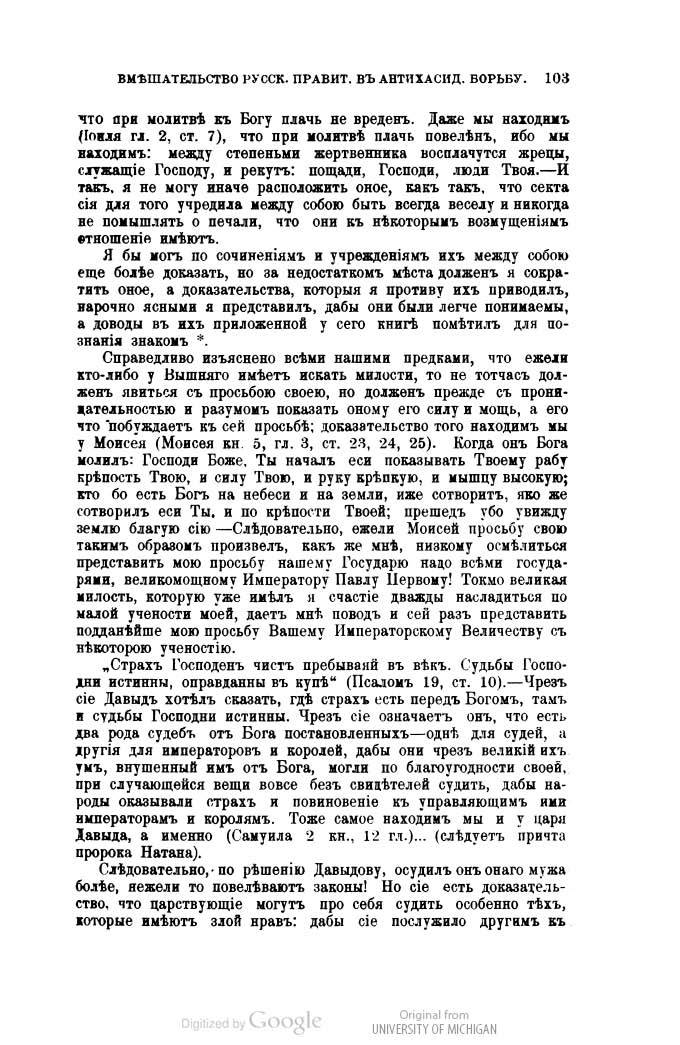 ВМѢШАТЕЛЬСТВО РУССК. ПРАВИТ. ВЪ АНТИХАСИД. БОРЬБУ. 103
что при молитвѣ къ Богу плачь не вреденъ. Даже мы находимъ
(Іоиля гл. 2, ст. 7), что при молитвѣ плачь повелѣнъ, ибо мы
находимъ: между степеньми жертвенника восплачутся жрецы,
служащіе Господу, и рекутъ: пощади, Господи, люди Твоя.—И
такъ, я не могу иначе расположить оное, какъ такъ, что секта
сія для того учредила между собою быть всегда веселу и никогда
не помышлять о печали, что они къ нѣкоторымъ возмущеніямъ
отношеніе имѣютъ.
Я бы могъ по сочиненіямъ и учрежденіямъ ихъ между собою
еще болѣе доказать, но за недостаткомъ мѣста долженъ я сокра-
тить оное, а доказательства, которыя я противу ихъ приводилъ,
нарочно ясными я представилъ, дабы они были легче понимаемы,
а доводы въ ихъ приложенной у сего книгѣ помѣтилъ для по-
знанія знакомъ *.
Справедливо изъяснено всѣми нашими предками, что ежели
кто-либо у Вышняго имѣетъ искать милости, то не тотчасъ дол-
женъ явиться съ просьбою своею, но долженъ прежде съ прони-
цательностью и разумомъ показать оному его силу и мощь, а его
что побуждаетъ къ сей просьбѣ; доказательство того находимъ мы
у Моисея (Моисея кн. 5, гл. 3, ст. 23, 24, 25). Когда онъ Бога
молилъ: Господи Боже, Ты началъ еси показывать Твоему рабу
крѣпость Твою, и силу Твою, и руку крѣпкую, и мышцу высокую;
кто бо есть Богъ на небеси и на земли, иже сотворитъ, яко же
сотворилъ еси Ты, и по крѣпости Твоей; прешедъ убо увижду
землю благую сію —Слѣдовательно, ежели Моисей просьбу свою
такимъ образомъ произвелъ, какъ же мнѣ, низкому осмѣлиться
представить мою просьбу нашему Государю надо всѣми госуда-
рями, великомощному Императору Павлу Первому! Токмо великая
милость, которую уже имѣлъ я счастіе дважды насладиться по
малой учености моей, даетъ мнѣ поводъ и сей разъ представить
подданѣйше мою просьбу Вашему Императорскому Величеству съ
нѣкоторою ученостію.
„Страхъ Господенъ чистъ пребываяй въ вѣкъ. Судьбы Госпо-
дни истинны, оправданны въ купѣ“ (Псаломъ 19, ст. 10).—Чрезъ
сіе Давыдъ хотѣлъ сказать, гдѣ страхъ есть передъ Богомъ, тамъ
и судьбы Господни истинны. Чрезъ сіе означаетъ онъ, что есть
два рода судебъ отъ Бога постановленныхъ—однѣ для судей, а
другія для императоровъ и королей, дабы они чрезъ великій ихъ
умъ, внушенный имъ отъ Бога, могли по благоугодности своей,
при случающейся вещи вовсе безъ свидѣтелей судить, дабы на-
роды оказывали страхъ и повиновеніе къ управляющимъ ими
императорамъ и королямъ. Тоже самое находимъ мы и у царя
Давыда, а именно (Самуила 2 кн., 12 гл.)... (слѣдуетъ притча
пророка Натана).
Слѣдовательно, по рѣшенію Давыдову, осудилъ онъ онаго мужа
болѣе, нежели то повелѣваютъ законы! Но сіе есть доказатель-
ство, что царствующіе могутъ про себя судить особенно тѣхъ,
которые имѣютъ злой нравъ: дабы сіе послужило другимъ къ
Digitized by Google
Original from
UNIVERSITY OF MICHIGAN